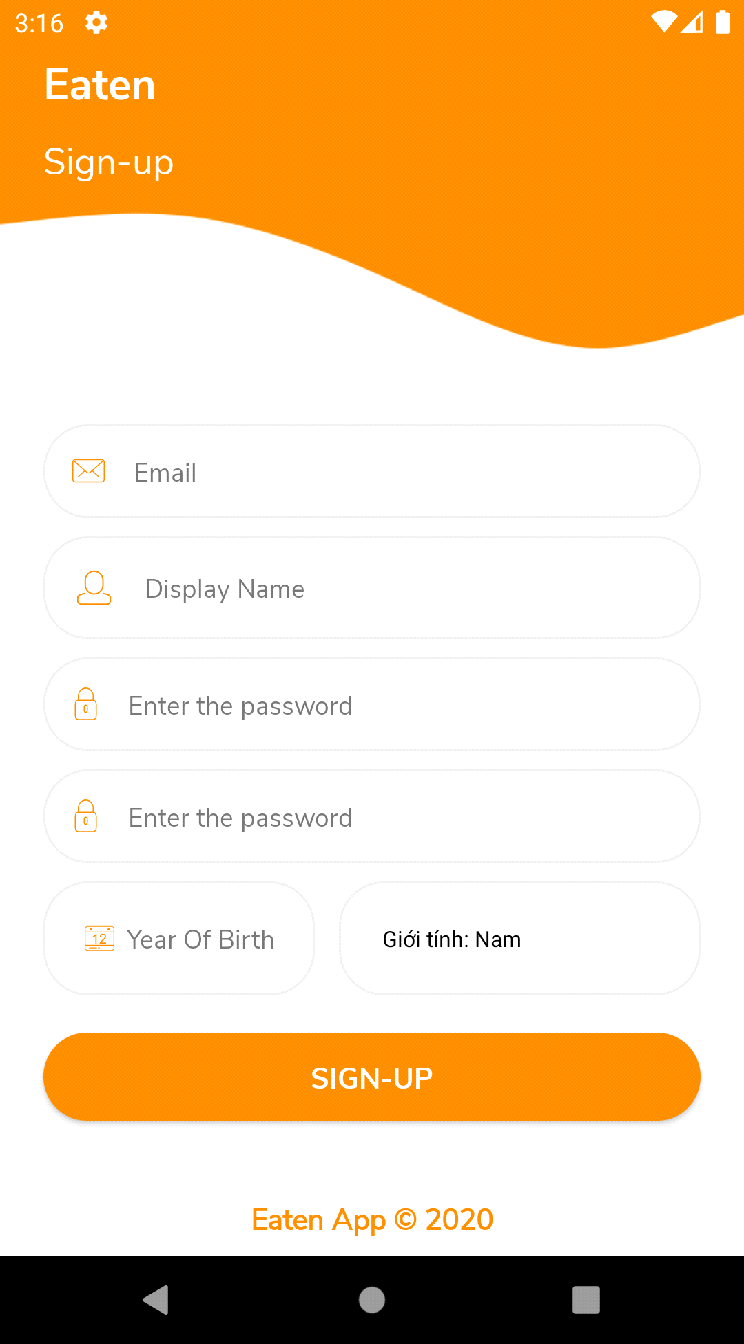 3:16
Eaten
Sign-up
Email
Display Name
Enter the password
Enter the password
12 Year Of Birth
Giới tính: Nam
SIGN-UP
Eaten App © 2020